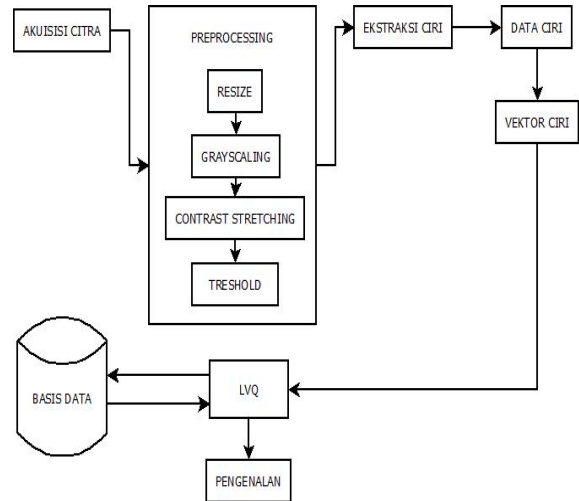 AKUISISI CITRA
PREPROCESSING
RESIZE
GRAYSCALING
CONTRAST STRETCHING
TRESHOLD
EKSTRAKSI CIRI
DATA CIRI
VEKTOR CIRI
BASIS DATA
LVQ
PENGENALAN